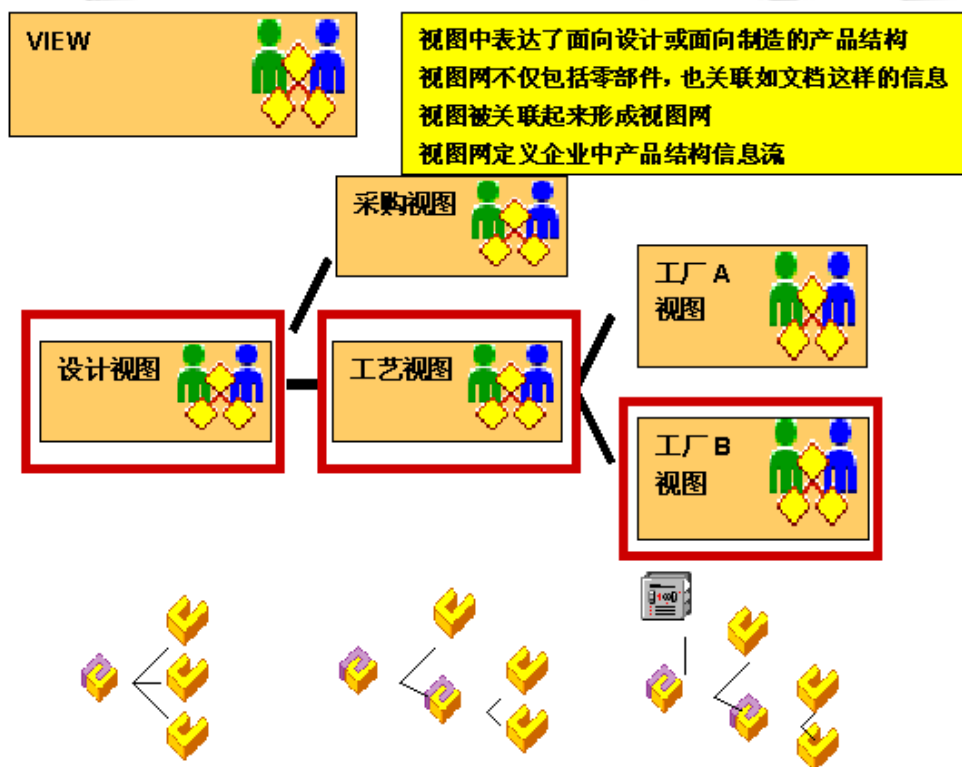 VIEW
视图中表达了面向设计或面向制造的产品结构
视图网不仅包括零部件，也关联如文档这样的信息
视图被关联起来形成视图网
视图网定义企业中产品结构信息流
采购视图
工厂 A
视图
设计视图
工艺视图
工厂 B
视图